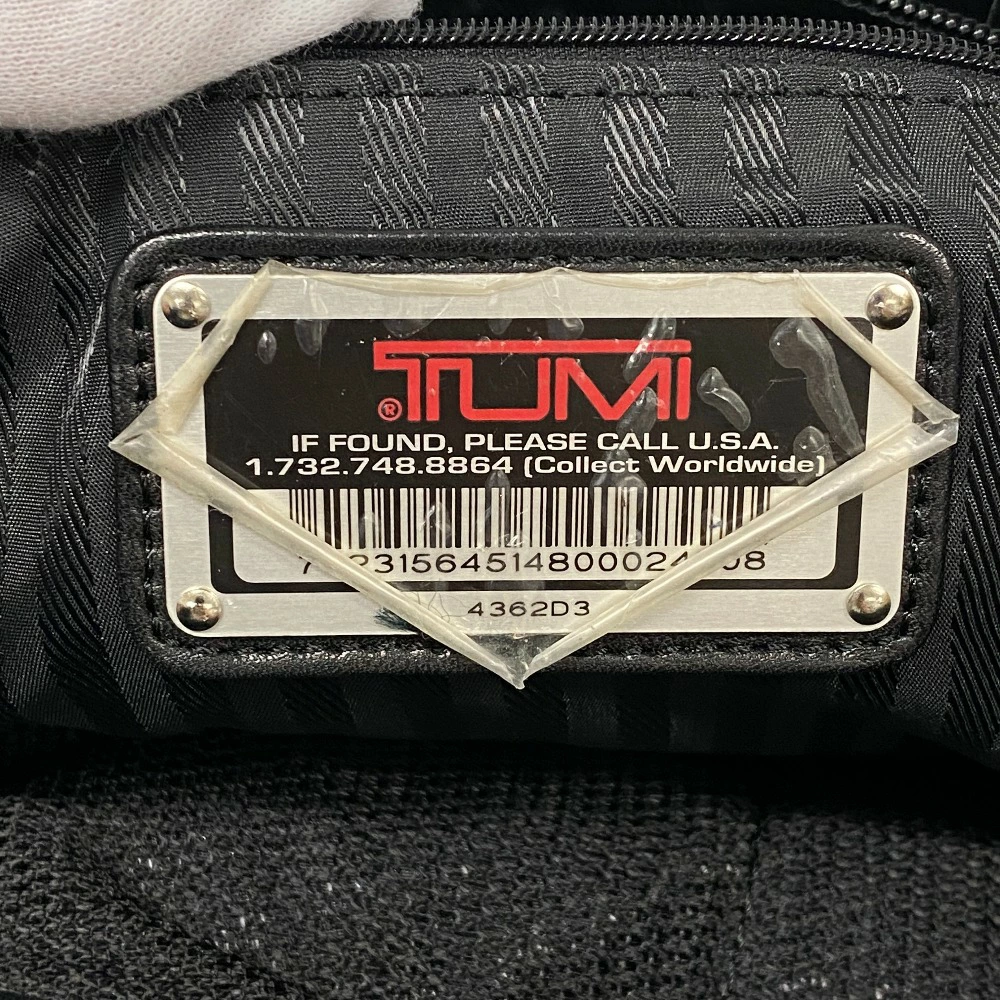 ® TUMI
IF FOUND, PLEASE CALL U.S.A.
1.732.748.8864 (Collect Worldwide)
4362D3